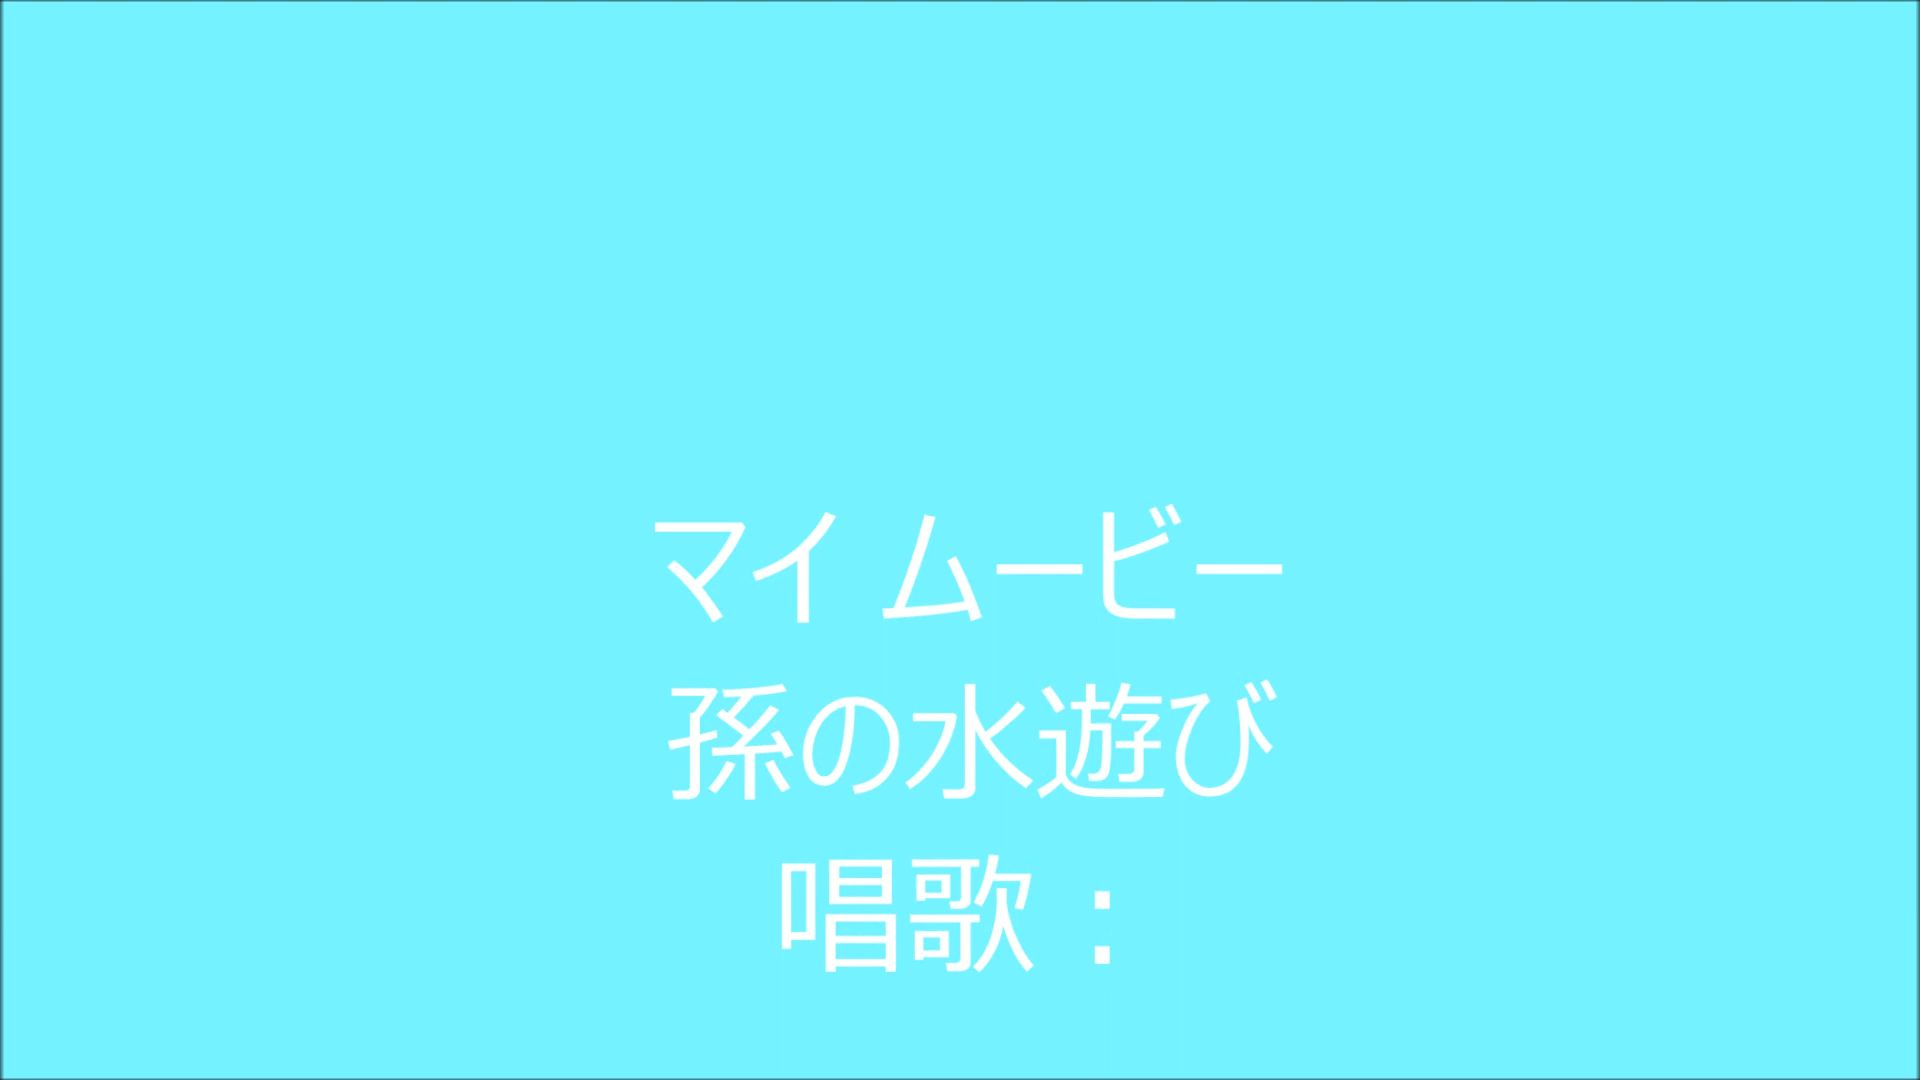 マイ ムービー
孫の水遊び
唱歌：